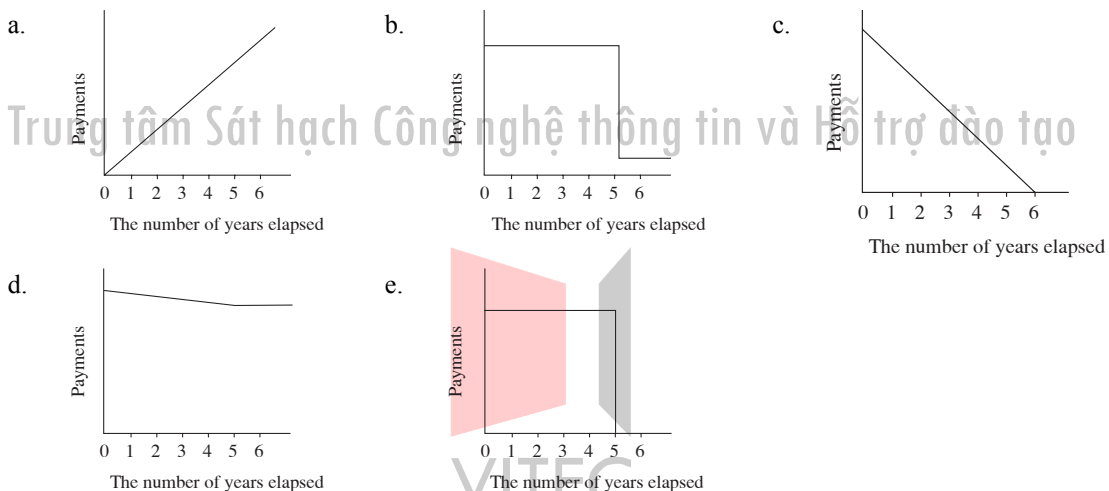 a.
Payments
0 1 2 3 4 5 6
The number of years elapsed
b.
Payments
0 1 2 3 4 5 6
The number of years elapsed
c.
Payments
0 1 2 3 4 5 6
The number of years elapsed
Trung tâm Sát hạch Công nghệ thông tin và Hỗ trợ đào tạo
d.
Payments
0 1 2 3 4 5 6
The number of years elapsed
e.
Payments
0 1 2 3 4 5 6
The number of years elapsed
VITEC